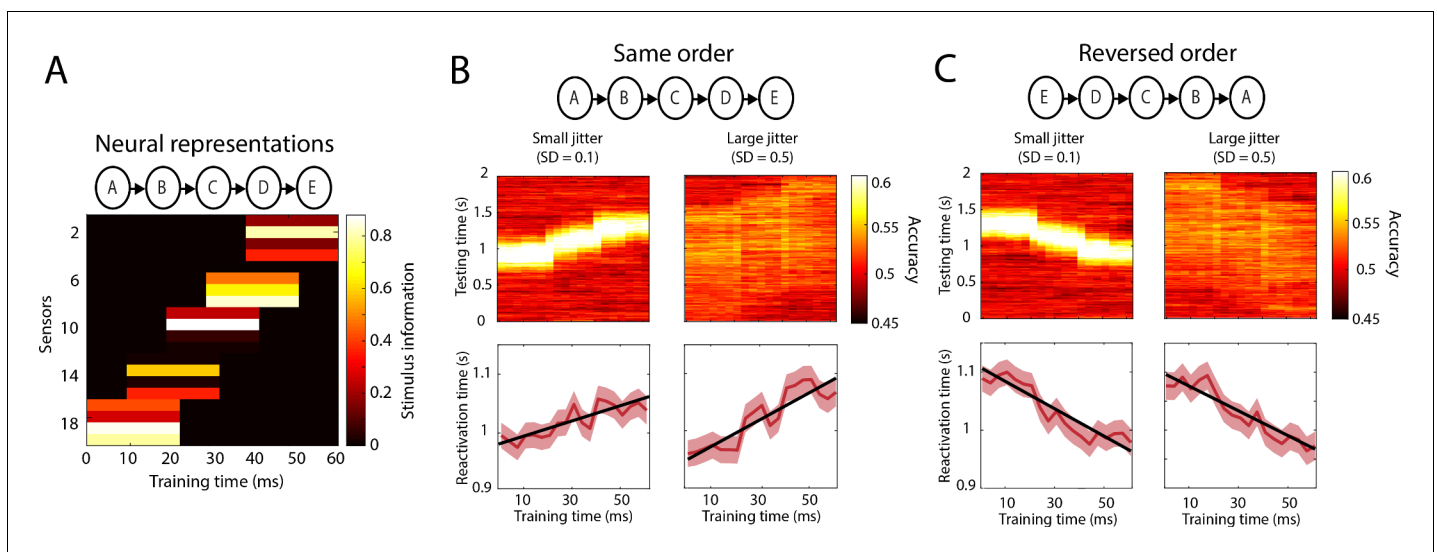 A
Neural representations
A B C D E
2
6
10
14
18
Sensors
0 10 20 30 40 50 60
Training time (ms)
0.8
0.6
0.4
0.2
0
Stimulus information
B
Same order
A B C D E
Small jitter
(SD = 0.1)
Large jitter
(SD = 0.5)
2
1.5
1
0.5
0
Testing time (s)
0.6
0.55
0.5
0.45
Accuracy
1.1
1
0.9
Reactivation time (s)
10 30 50
Training time (ms)
10 30 50
Training time (ms)
C
Reversed order
E D C B A
Small jitter
(SD = 0.1)
Large jitter
(SD = 0.5)
2
1.5
1
0.5
0
Testing time (s)
0.6
0.55
0.5
0.45
Accuracy
1.1
1
0.9
Reactivation time (s)
10 30 50
Training time (ms)
10 30 50
Training time (ms)